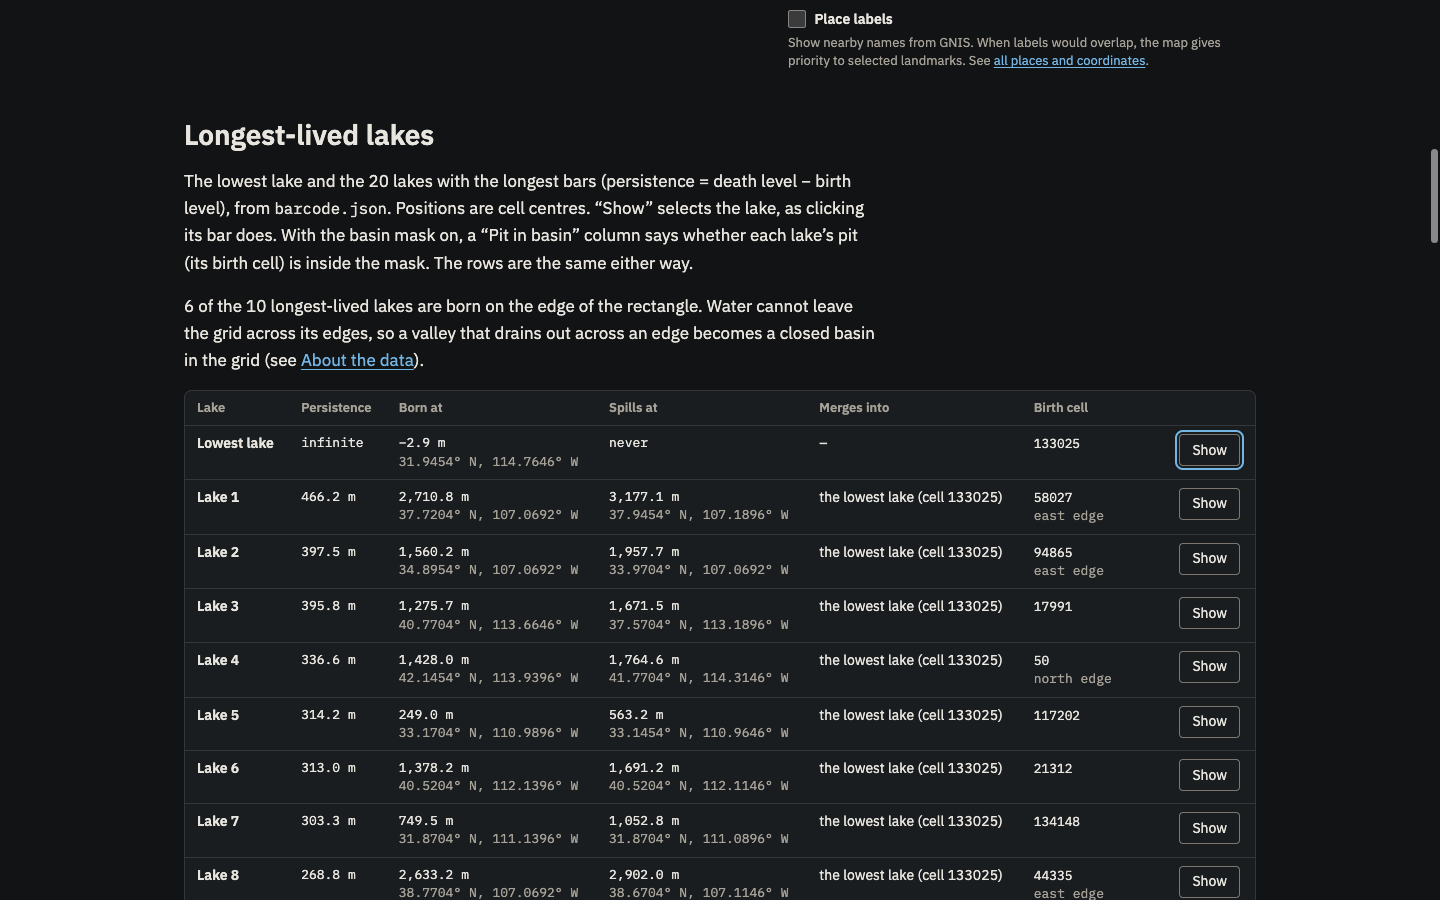 Place labels
Show nearby names from GNIS. When labels would overlap, the map gives
priority to selected landmarks. See all places and coordinates.
Longest-lived lakes
The lowest lake and the 20 lakes with the longest bars (persistence = death level – birth
level), from barcode.json. Positions are cell centres. “Show” selects the lake, as clicking
its bar does. With the basin mask on, a “Pit in basin” column says whether each lake’s pit
(its birth cell) is inside the mask. The rows are the same either way.
6 of the 10 longest-lived lakes are born on the edge of the rectangle. Water cannot leave
the grid across its edges, so a valley that drains out across an edge becomes a closed basin
in the grid (see About the data).
Lake Persistence Born at Spills at Merges into Birth cell
Lowest lake infinite −2.9 m never – 133025 Show
31.9454° N, 114.7646° W
Lake 1 466.2 m 2,710.8 m 3,177.1 m the lowest lake (cell 133025) 58027 Show
37.7204° N, 107.0692° W 37.9454° N, 107.1896° W east edge
Lake 2 397.5 m 1,560.2 m 1,957.7 m the lowest lake (cell 133025) 94865 Show
34.8954° N, 107.0692° W 33.9704° N, 107.0692° W east edge
Lake 3 395.8 m 1,275.7 m 1,671.5 m the lowest lake (cell 133025) 17991 Show
40.7704° N, 113.6646° W 37.5704° N, 113.1896° W
Lake 4 336.6 m 1,428.0 m 1,764.6 m the lowest lake (cell 133025) 50 Show
42.1454° N, 113.9396° W 41.7704° N, 114.3146° W north edge
Lake 5 314.2 m 249.0 m 563.2 m the lowest lake (cell 133025) 117202 Show
33.1704° N, 110.9896° W 33.1454° N, 110.9646° W
Lake 6 313.0 m 1,378.2 m 1,691.2 m the lowest lake (cell 133025) 21312 Show
40.5204° N, 112.1396° W 40.5204° N, 112.1146° W
Lake 7 303.3 m 749.5 m 1,052.8 m the lowest lake (cell 133025) 134148 Show
31.8704° N, 111.1396° W 31.8704° N, 111.0896° W
Lake 8 268.8 m 2,633.2 m 2,902.0 m the lowest lake (cell 133025) 44335 Show
38.7704° N, 107.0692° W 38.6704° N, 107.1146° W east edge